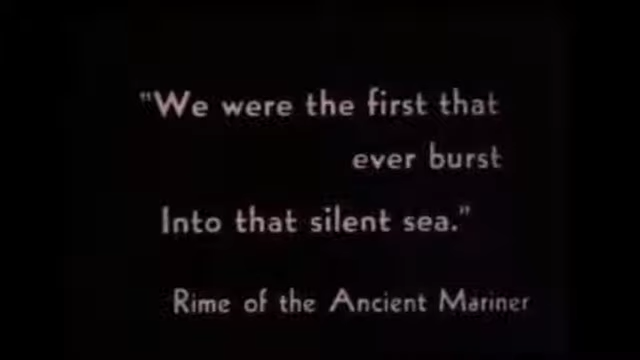 "We were the first that
ever burst
Into that silent sea."
Rime of the Ancient Mariner